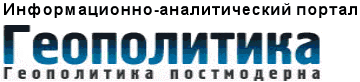 Информационно-аналитический портал
Геополитика
Геополитика постмодерна